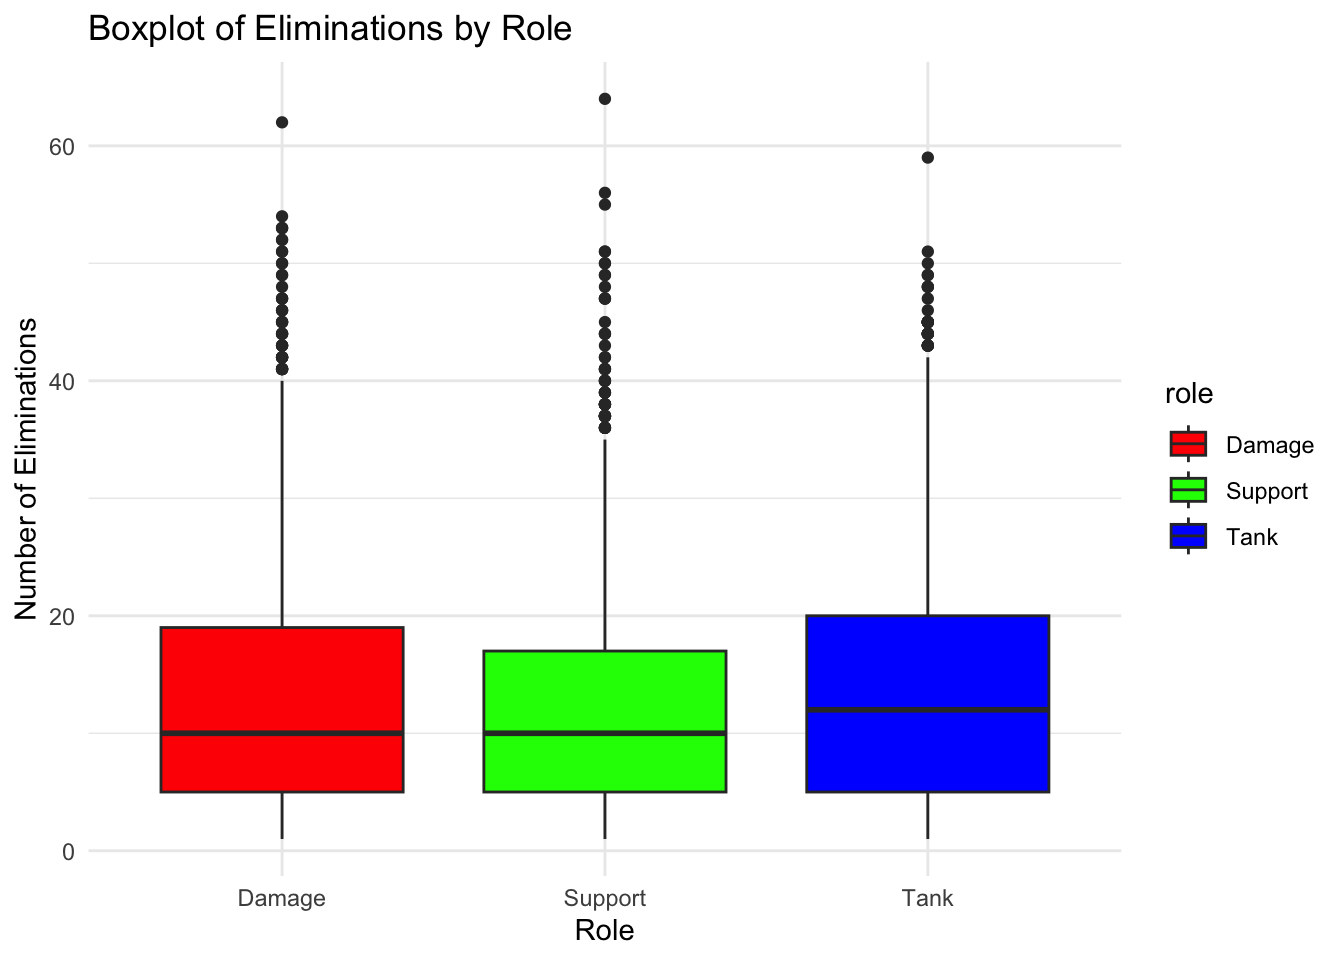 Boxplot of Eliminations by Role
Number of Eliminations
60
40
20
0
Damage
Support
Tank
Role
role
Damage
Support
Tank